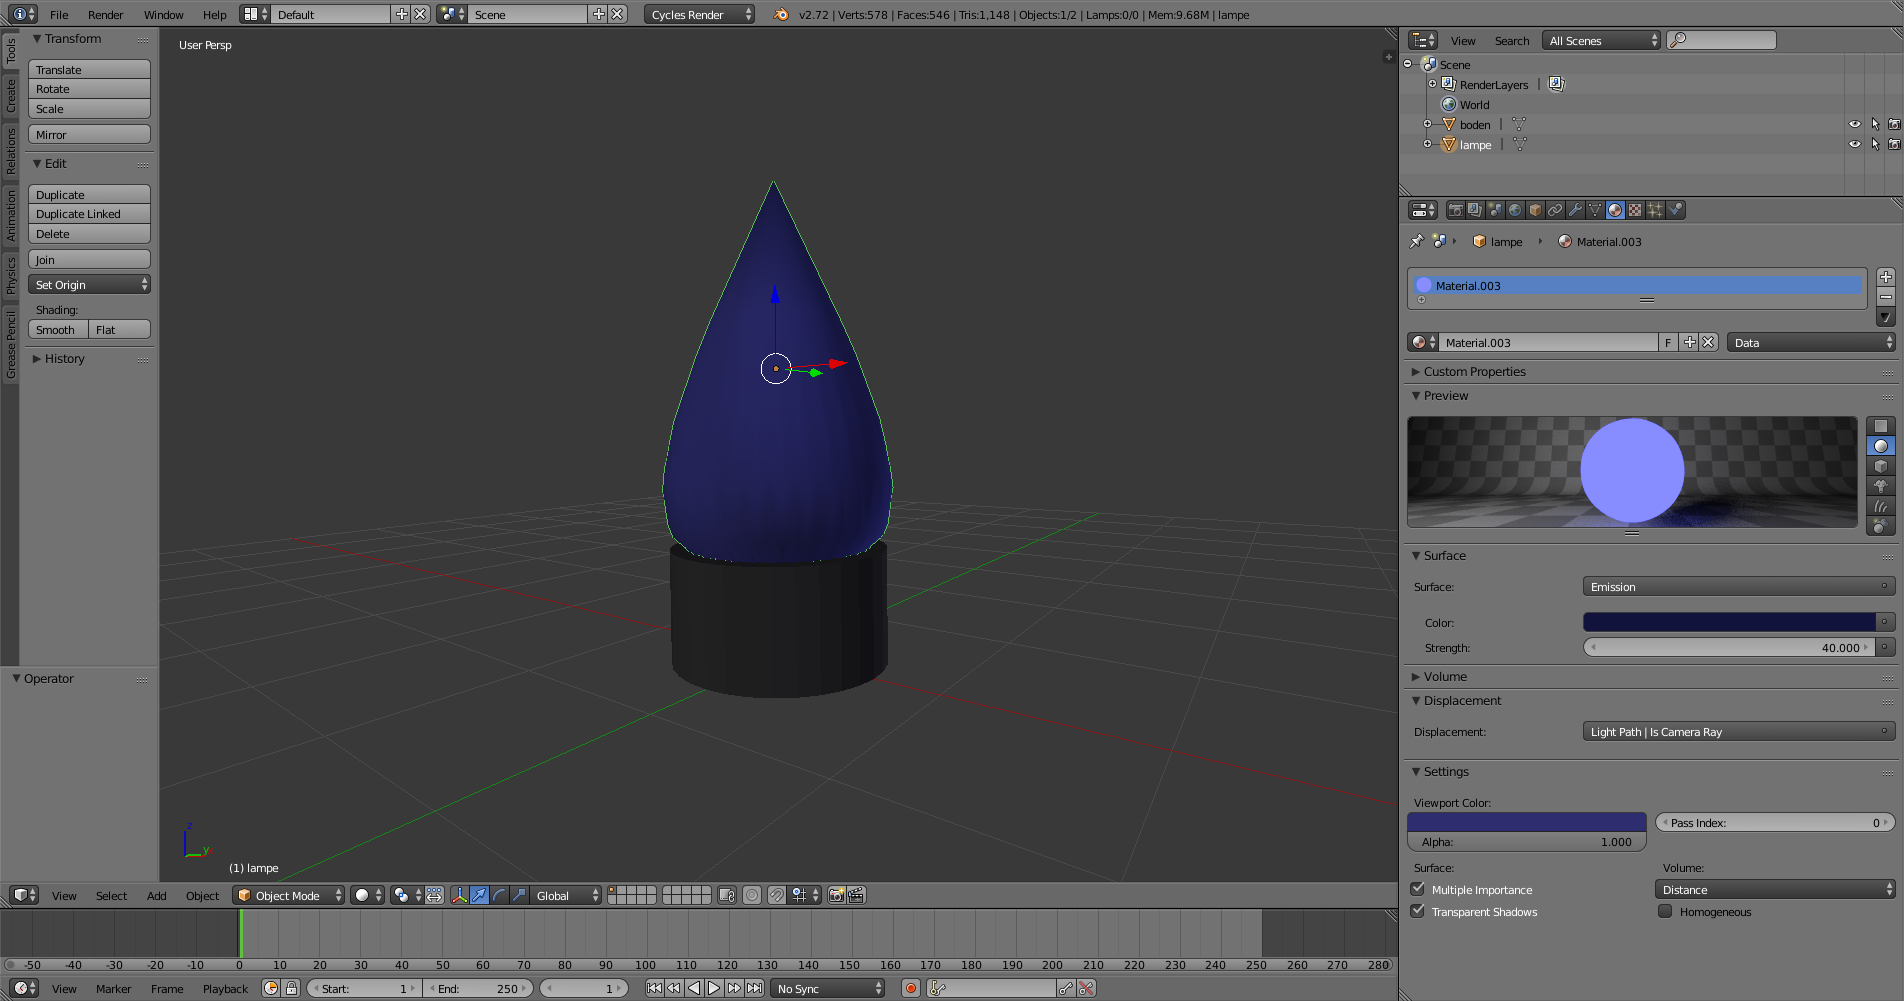 File Render Window Help Default Scene Cycles Render v2.72 | Verts:578 | Faces:546 | Tris:1,148 | Objects:1/2 | Lamps:0/0 | Mem:9.68M | lampe
Tools
Create
Relations
Animation
Physics
Grease Pencil
Transform
Translate
Rotate
Scale
Mirror
Edit
Duplicate
Duplicate Linked
Delete
Join
Set Origin
Shading:
Smooth Flat
History
Operator
User Persp
z
y
(1) lampe
View Search All Scenes
Scene
RenderLayers |
World
boden |
lampe |
lampe Material.003
Material.003
Material.003 F Data
Custom Properties
Preview
Surface
Surface: Emission
Color:
Strength: 40.000
Volume
Displacement
Displacement: Light Path | Is Camera Ray
Settings
Viewport Color:
Pass Index: 0
Alpha: 1.000
Surface: Volume:
Multiple Importance Distance
Transparent Shadows Homogeneous
View Select Add Object Object Mode Global
-50 -40 -30 -20 -10 0 10 20 30 40 50 60 70 80 90 100 110 120 130 140 150 160 170 180 190 200 210 220 230 240 250 260 270 280
View Marker Frame Playback Start: 1 End: 250 1 No Sync